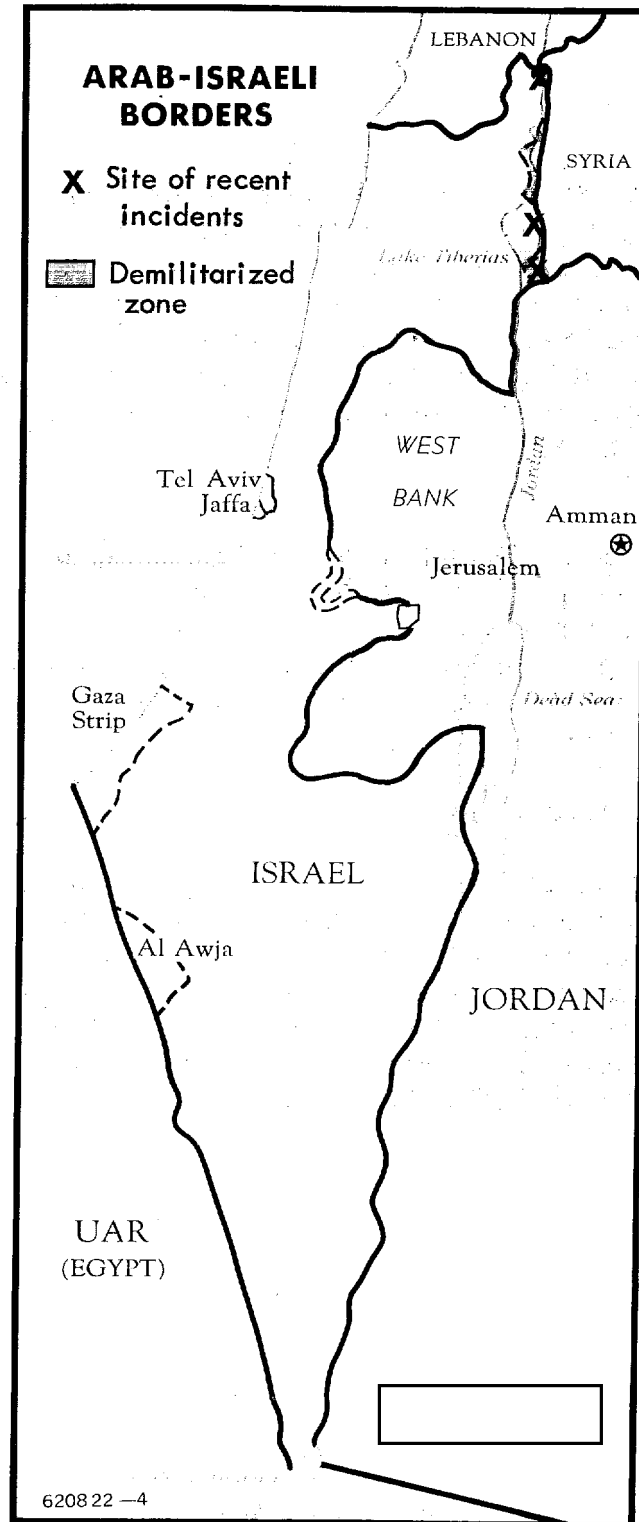 LEBANON
ARAB-ISRAELI
BORDERS
X Site of recent
incidents
SYRIA
Demilitarized
zone
Lake Tiberias
WEST
BANK
Jordan
Tel Aviv
Jaffa
Amman
Jerusalem
Gaza
Strip
Dead Sea
ISRAEL
Al Awja
JORDAN
UAR
(EGYPT)
620822 —4